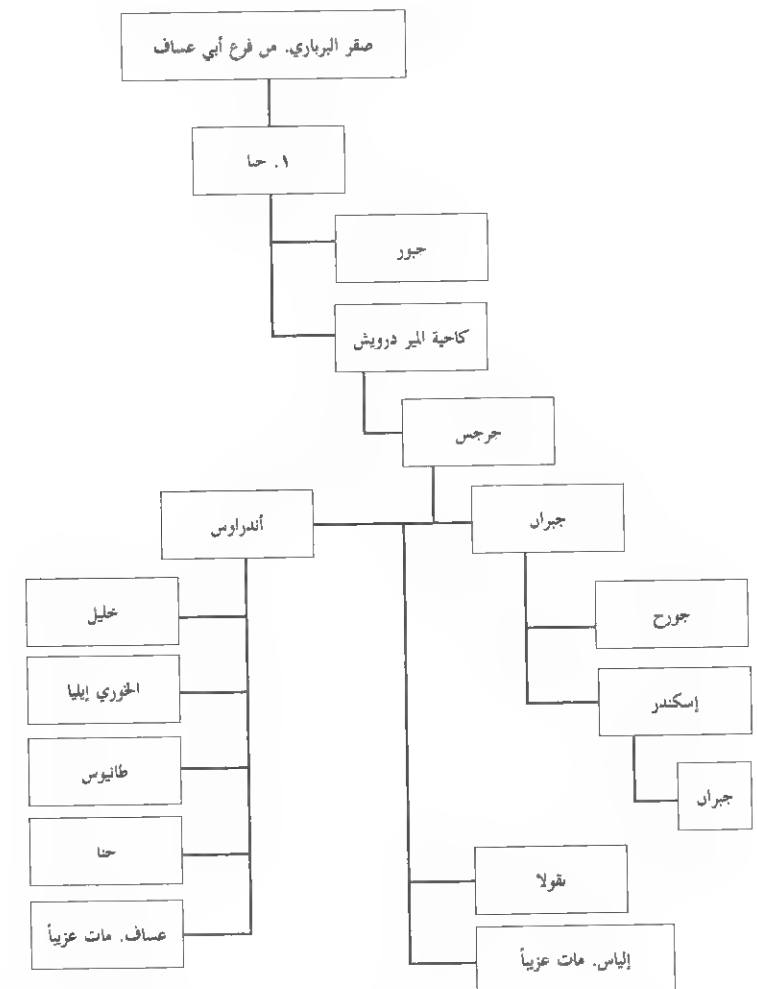 صقر البرباري. من فرع أبي عساف
١. حنا
جبور
كاخية المير درويش
جرجس
أندراوس
جبران
خليل
جورج
الخوري إيليا
إسكندر
طانيوس
جبران
حنا
نقولا
عساف. مات عزيباً
إلياس. مات عزيباً